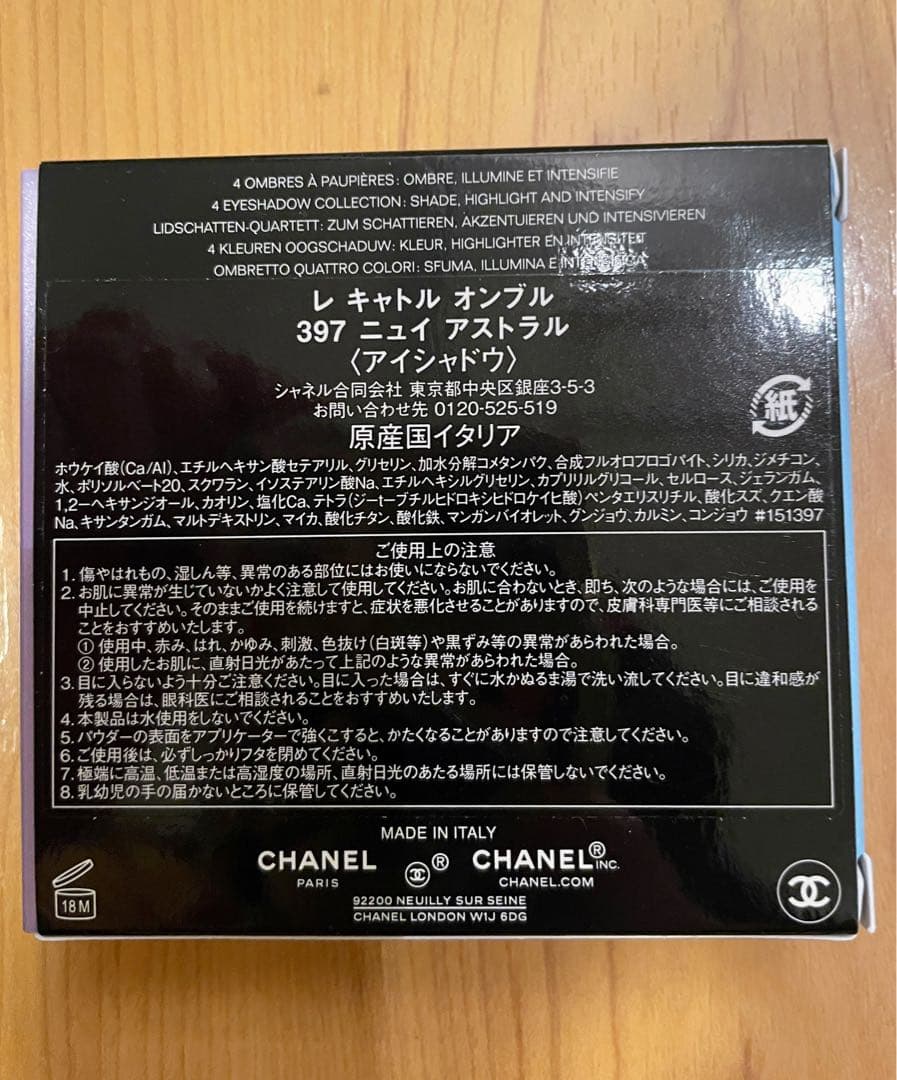 4 OMBRES À PAUPIÈRES: OMBRE, ILLUMINE ET INTENSIFIE
4 EYESHADOW COLLECTION: SHADE, HIGHLIGHT AND INTENSIFY
LIDSCHATTEN-QUARTETT: ZUM SCHATTIEREN, AKZENTUIEREN UND INTENSIVIEREN
4 KLEUREN OOGSCHADUW: KLEUR, HIGHLIGHTER EN INTENSITEIT
OMBRETTO QUATTRO COLORI: SFUMA, ILLUMINA E
レ キャトル オンブル
397 ニュイ アストラル
〈アイシャドウ〉
シャネル合同会社 東京都中央区銀座3-5-3
お問い合わせ先 0120-525-519
原産国イタリア
紙
ホウケイ酸(Ca/Al)、エチルヘキサン酸セテアリル、グリセリン、加水分解コメタンパク、合成フルオロフロゴパイト、シリカ、ジメチコン、
水、ポリソルベート20、スクワラン、イソステアリン酸Na、エチルヘキシルグリセリン、カプリリルグリコール、セルロース、ジェランガム、
1,2ーヘキサンジオール、カオリン、塩化Ca、テトラ(ジーtーブチルヒドロキシヒドロケイヒ酸)ペンタエリスリチル、酸化スズ、クエン酸
Na、キサンタンガム、マルトデキストリン、マイカ、酸化チタン、酸化鉄、マンガンバイオレット、グンジョウ、カルミン、コンジョウ #151397
ご使用上の注意
1. 傷やはれもの、湿しん等、異常のある部位にはお使いにならないでください。
2. お肌に異常が生じていないかよく注意して使用してください。お肌に合わないとき、即ち、次のような場合には、ご使用を
中止してください。そのままご使用を続けますと、症状を悪化させることがありますので、皮膚科専門医等にご相談される
ことをおすすめいたします。
① 使用中、赤み、はれ、かゆみ、刺激、色抜け(白斑等)や黒ずみ等の異常があらわれた場合。
② 使用したお肌に、直射日光があたって上記のような異常があらわれた場合。
3. 目に入らないよう十分ご注意ください。目に入った場合は、すぐに水かぬるま湯で洗い流してください。目に違和感が
残る場合は、眼科医にご相談されることをおすすめいたします。
4. 本製品は水使用をしないでください。
5. パウダーの表面をアプリケーターで強くこすると、かたくなることがありますので注意してください。
6. ご使用後は、必ずしっかりフタを閉めてください。
7. 極端に高温、低温または高湿度の場所、直射日光のあたる場所には保管しないでください。
8. 乳幼児の手の届かないところに保管してください。
MADE IN ITALY
CHANEL ® CHANEL® INC.
PARIS CHANEL.COM
18 M
92200 NEUILLY SUR SEINE
CHANEL LONDON W1J 6DG